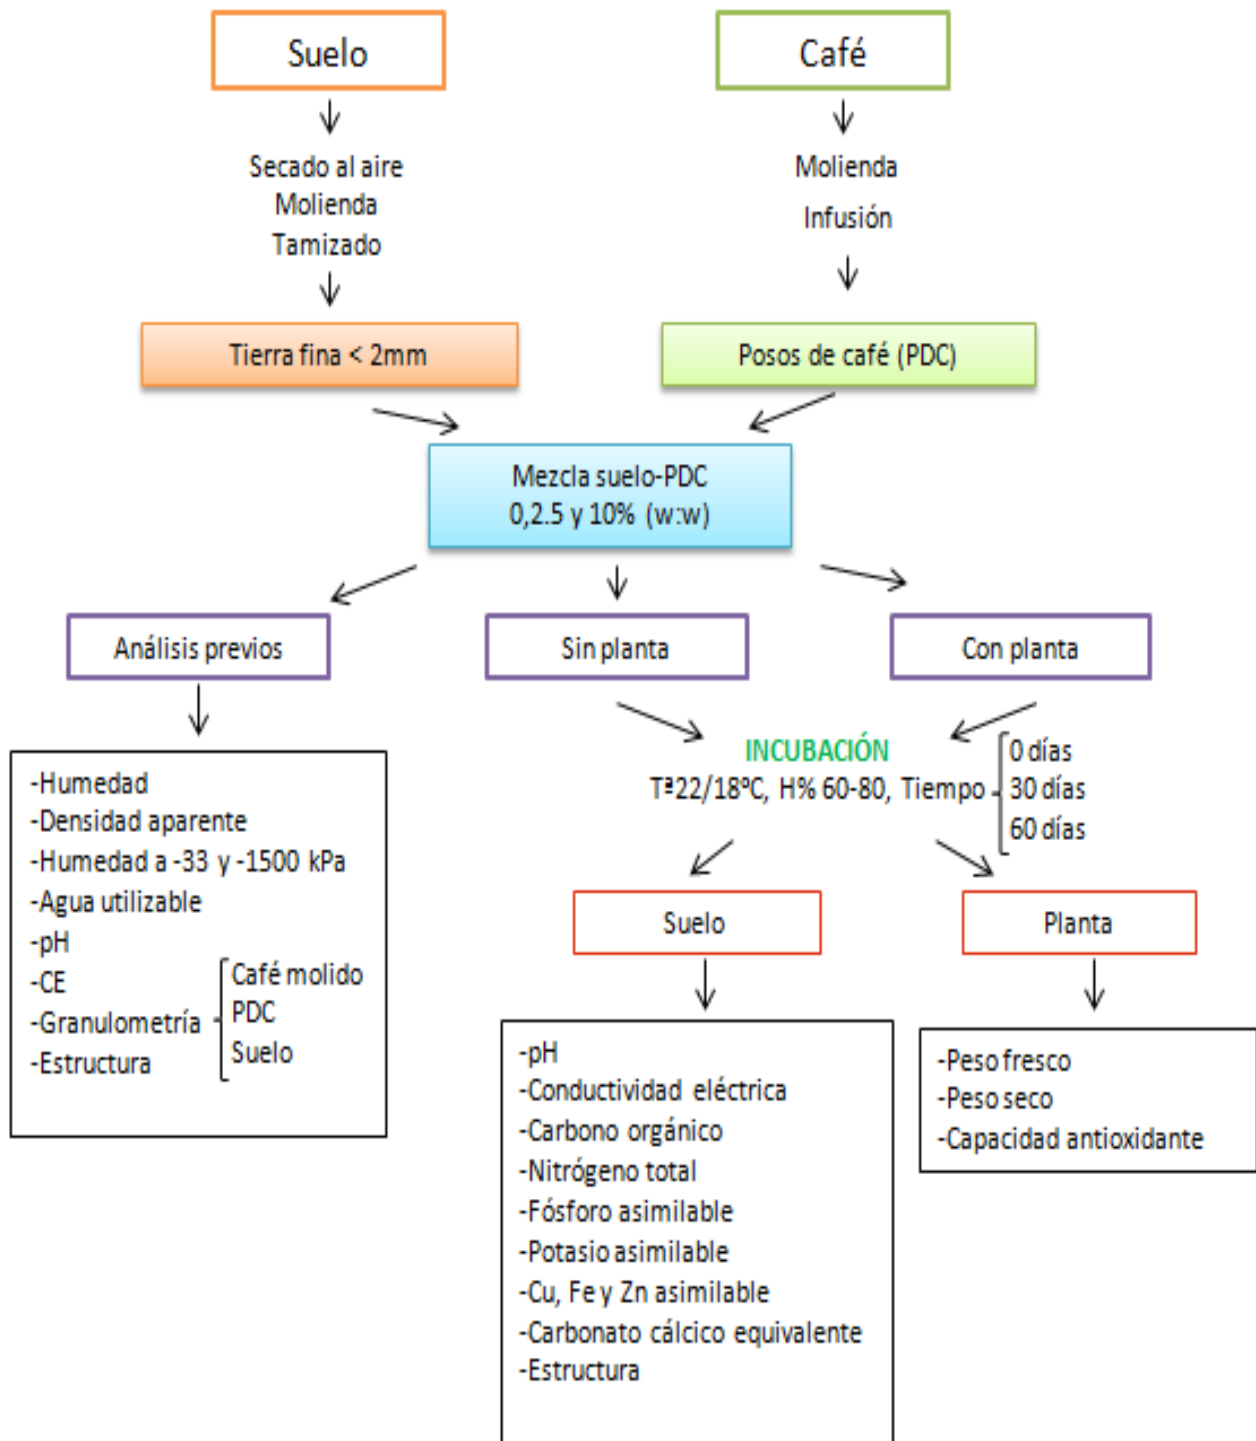 Suelo
Café
Secado al aire
Molienda
Tamizado
Molienda
Infusión
Tierra fina < 2mm
Posos de café (PDC)
Mezcla suelo-PDC
0,2.5 y 10% (w:w)
Análisis previos
Sin planta
Con planta
INCUBACIÓN
Tª22/18ºC, H% 60-80, Tiempo
0 días
30 días
60 días
-Humedad
-Densidad aparente
-Humedad a -33 y -1500 kPa
-Agua utilizable
-pH
-CE
-Granulometría
-Estructura
Café molido
PDC
Suelo
Suelo
Planta
-pH
-Conductividad eléctrica
-Carbono orgánico
-Nitrógeno total
-Fósforo asimilable
-Potasio asimilable
-Cu, Fe y Zn asimilable
-Carbonato cálcico equivalente
-Estructura
-Peso fresco
-Peso seco
-Capacidad antioxidante